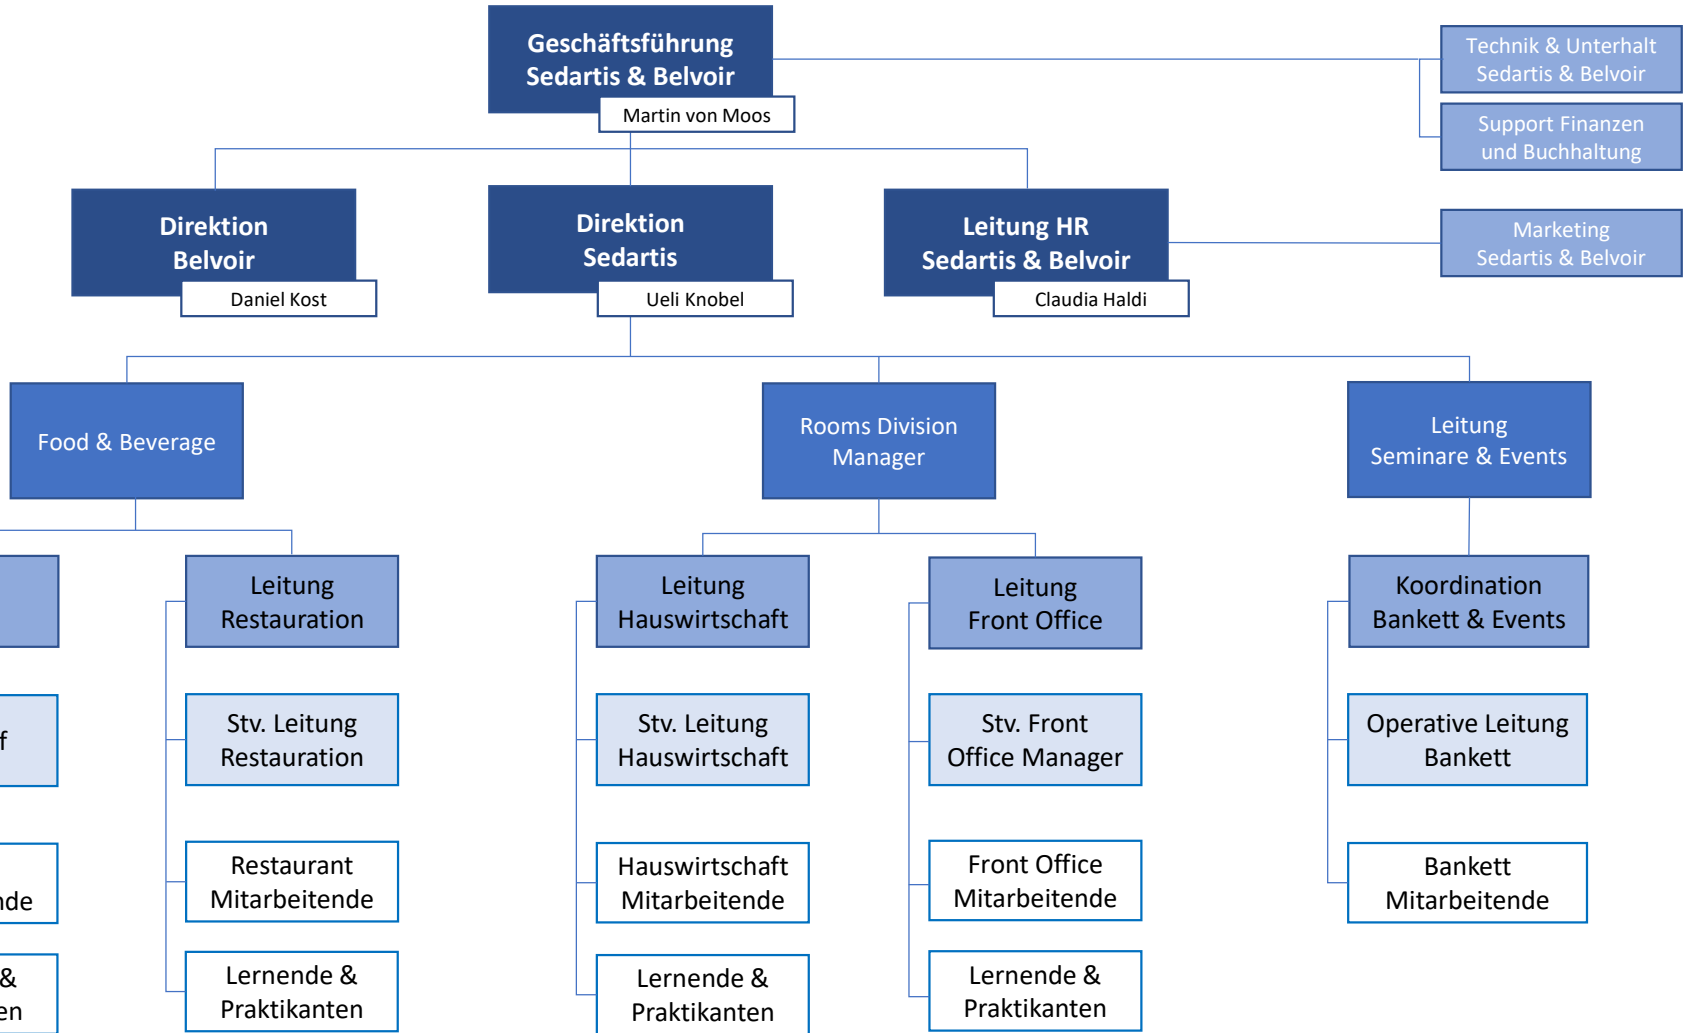 Geschäftsführung
Sedartis & Belvoir
Martin von Moos
Technik & Unterhalt
Sedartis & Belvoir
Support Finanzen
und Buchhaltung
Direktion
Belvoir
Daniel Kost
Direktion
Sedartis
Ueli Knobel
Leitung HR
Sedartis & Belvoir
Claudia Haldi
Marketing
Sedartis & Belvoir
Food & Beverage
Rooms Division
Manager
Leitung
Seminare & Events
Leitung
Restauration
Leitung
Hauswirtschaft
Leitung
Front Office
Koordination
Bankett & Events
f
Stv. Leitung
Restauration
Stv. Leitung
Hauswirtschaft
Stv. Front
Office Manager
Operative Leitung
Bankett
nde
Restaurant
Mitarbeitende
Hauswirtschaft
Mitarbeitende
Front Office
Mitarbeitende
Bankett
Mitarbeitende
&
en
Lernende &
Praktikanten
Lernende &
Praktikanten
Lernende &
Praktikanten